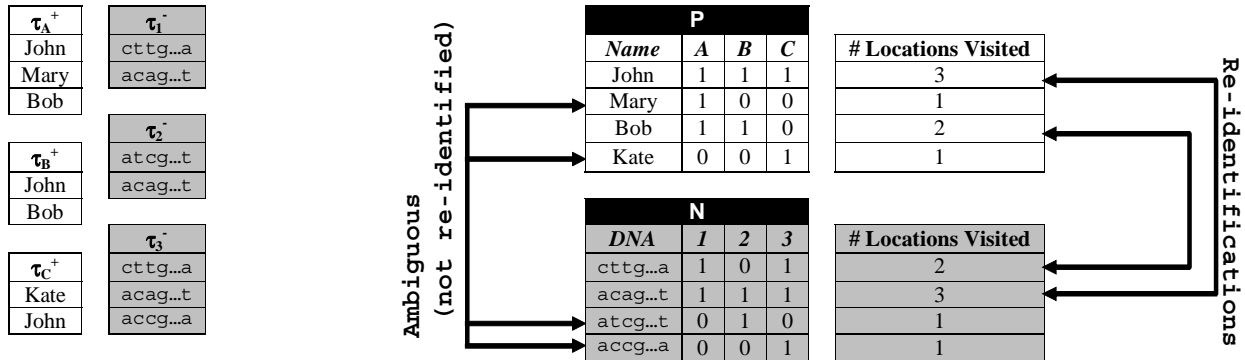 τA+
John
Mary
Bob
τB+
John
Bob
τC+
Kate
John
τ1-
cttg…a
acag…t
τ2-
atcg…t
acag…t
τ3-
cttg…a
acag…t
accg…a
Ambiguous
(not re-identified)
P
Name A B C
John 1 1 1
Mary 1 0 0
Bob 1 1 0
Kate 0 0 1
# Locations Visited
3
1
2
1
N
DNA 1 2 3
cttg…a 1 0 1
acag…t 1 1 1
atcg…t 0 1 0
accg…a 0 0 1
# Locations Visited
2
3
1
1
Re-identifications